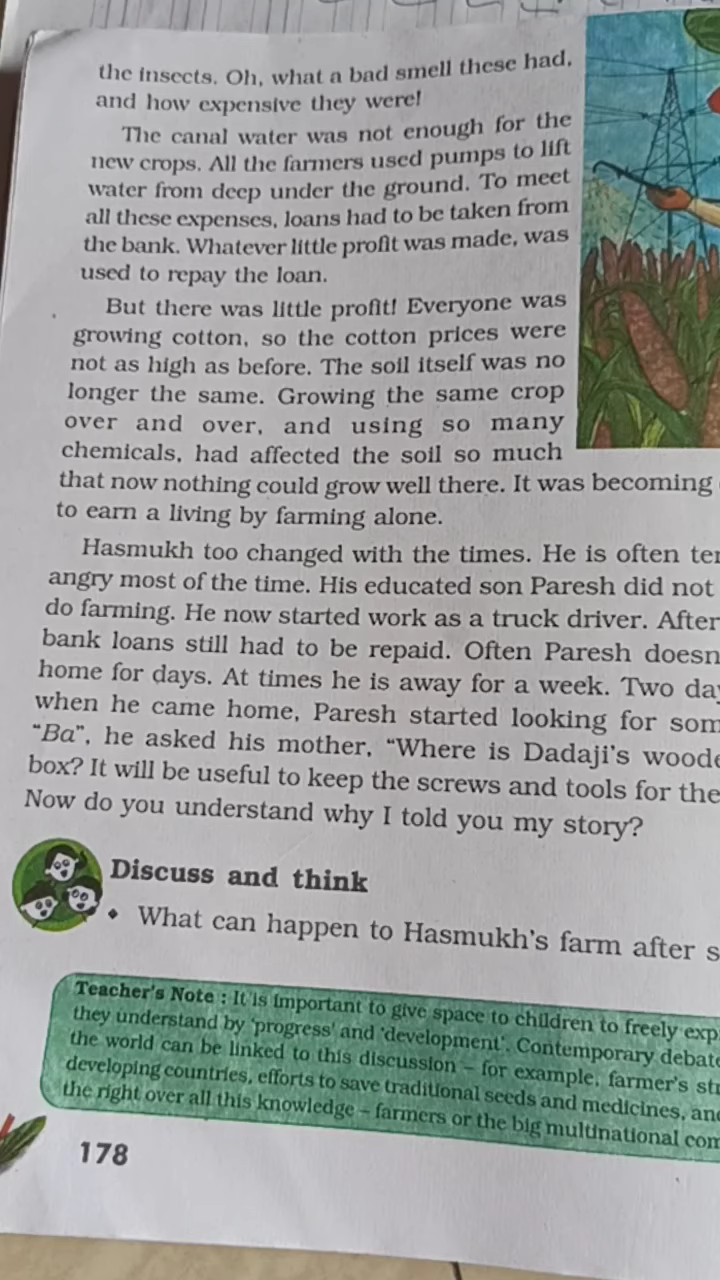 the insects. Oh, what a bad smell these had,
and how expensive they were!
The canal water was not enough for the
new crops. All the farmers used pumps to lift
water from deep under the ground. To meet
all these expenses, loans had to be taken from
the bank. Whatever little profit was made, was
used to repay the loan.
But there was little profit! Everyone was
growing cotton, so the cotton prices were
not as high as before. The soil itself was no
longer the same. Growing the same crop
over and over, and using so many
chemicals, had affected the soil so much
that now nothing could grow well there. It was becoming
to earn a living by farming alone.
Hasmukh too changed with the times. He is often
angry most of the time. His educated son Paresh did not
do farming. He now started work as a truck driver. After
bank loans still had to be repaid. Often Paresh
home for days. At times he is away for a week. Two
when he came home, Paresh started looking for
"Ba", he asked his mother, "Where is Dadaji's
box? It will be useful to keep the screws and tools for the
Now do you understand why I told you my story?
Discuss and think
• What can happen to Hasmukh's farm after
Teacher's Note : It is important to give space to children to freely
they understand by 'progress' and 'development'. Contemporary
the world can be linked to this discussion – for example, farmer's
developing countries, efforts to save traditional seeds and medicines,
the right over all this knowledge – farmers or the big multinational
178